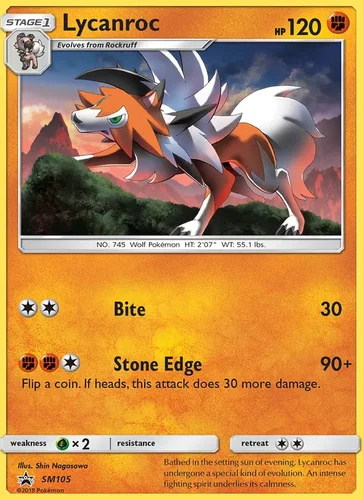 STAGE 1 Lycanroc HP 120
Evolves from Rockruff
NO. 745 Wolf Pokémon HT: 2'07" WT: 55.1 lbs.
Bite 30
Stone Edge 90+
Flip a coin. If heads, this attack does 30 more damage.
weakness × 2 resistance retreat
Illus. Shin Nagasawa
SM105
©2018 Pokémon
Bathed in the setting sun of evening, Lycanroc has
undergone a special kind of evolution. An intense
fighting spirit underlies its calmness.